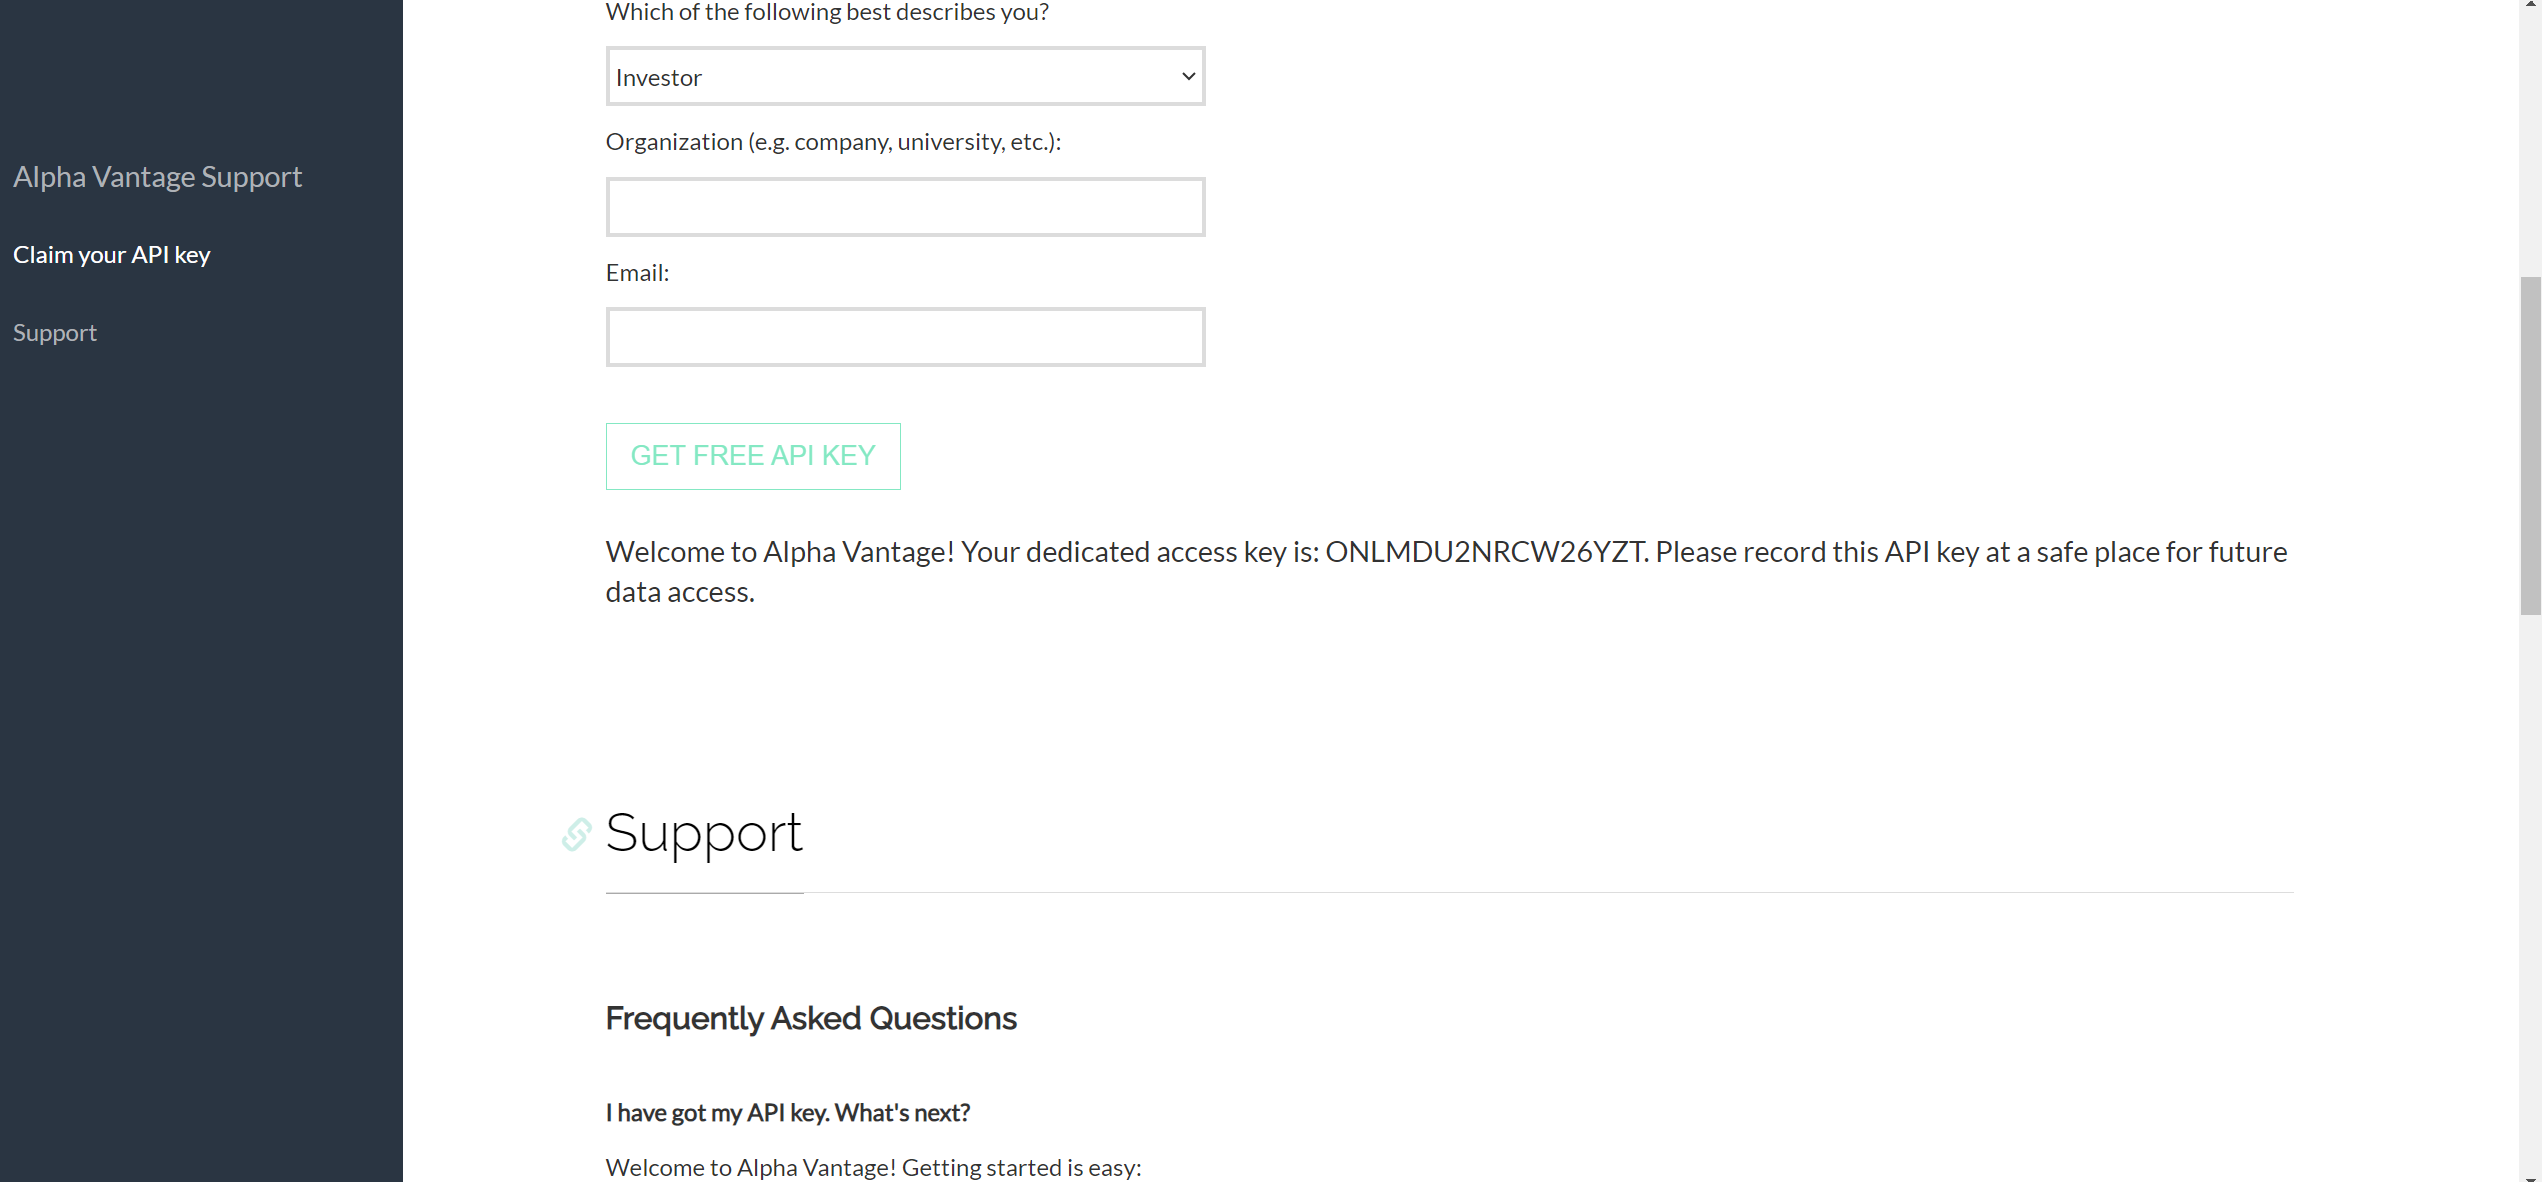 Alpha Vantage Support
Claim your API key
Support
Which of the following best describes you?
Investor
Organization (e.g. company, university, etc.):
Email:
GET FREE API KEY
Welcome to Alpha Vantage! Your dedicated access key is: ONLMDU2NRCW26YZT. Please record this API key at a safe place for future
data access.
Support
Frequently Asked Questions
I have got my API key. What's next?
Welcome to Alpha Vantage! Getting started is easy: